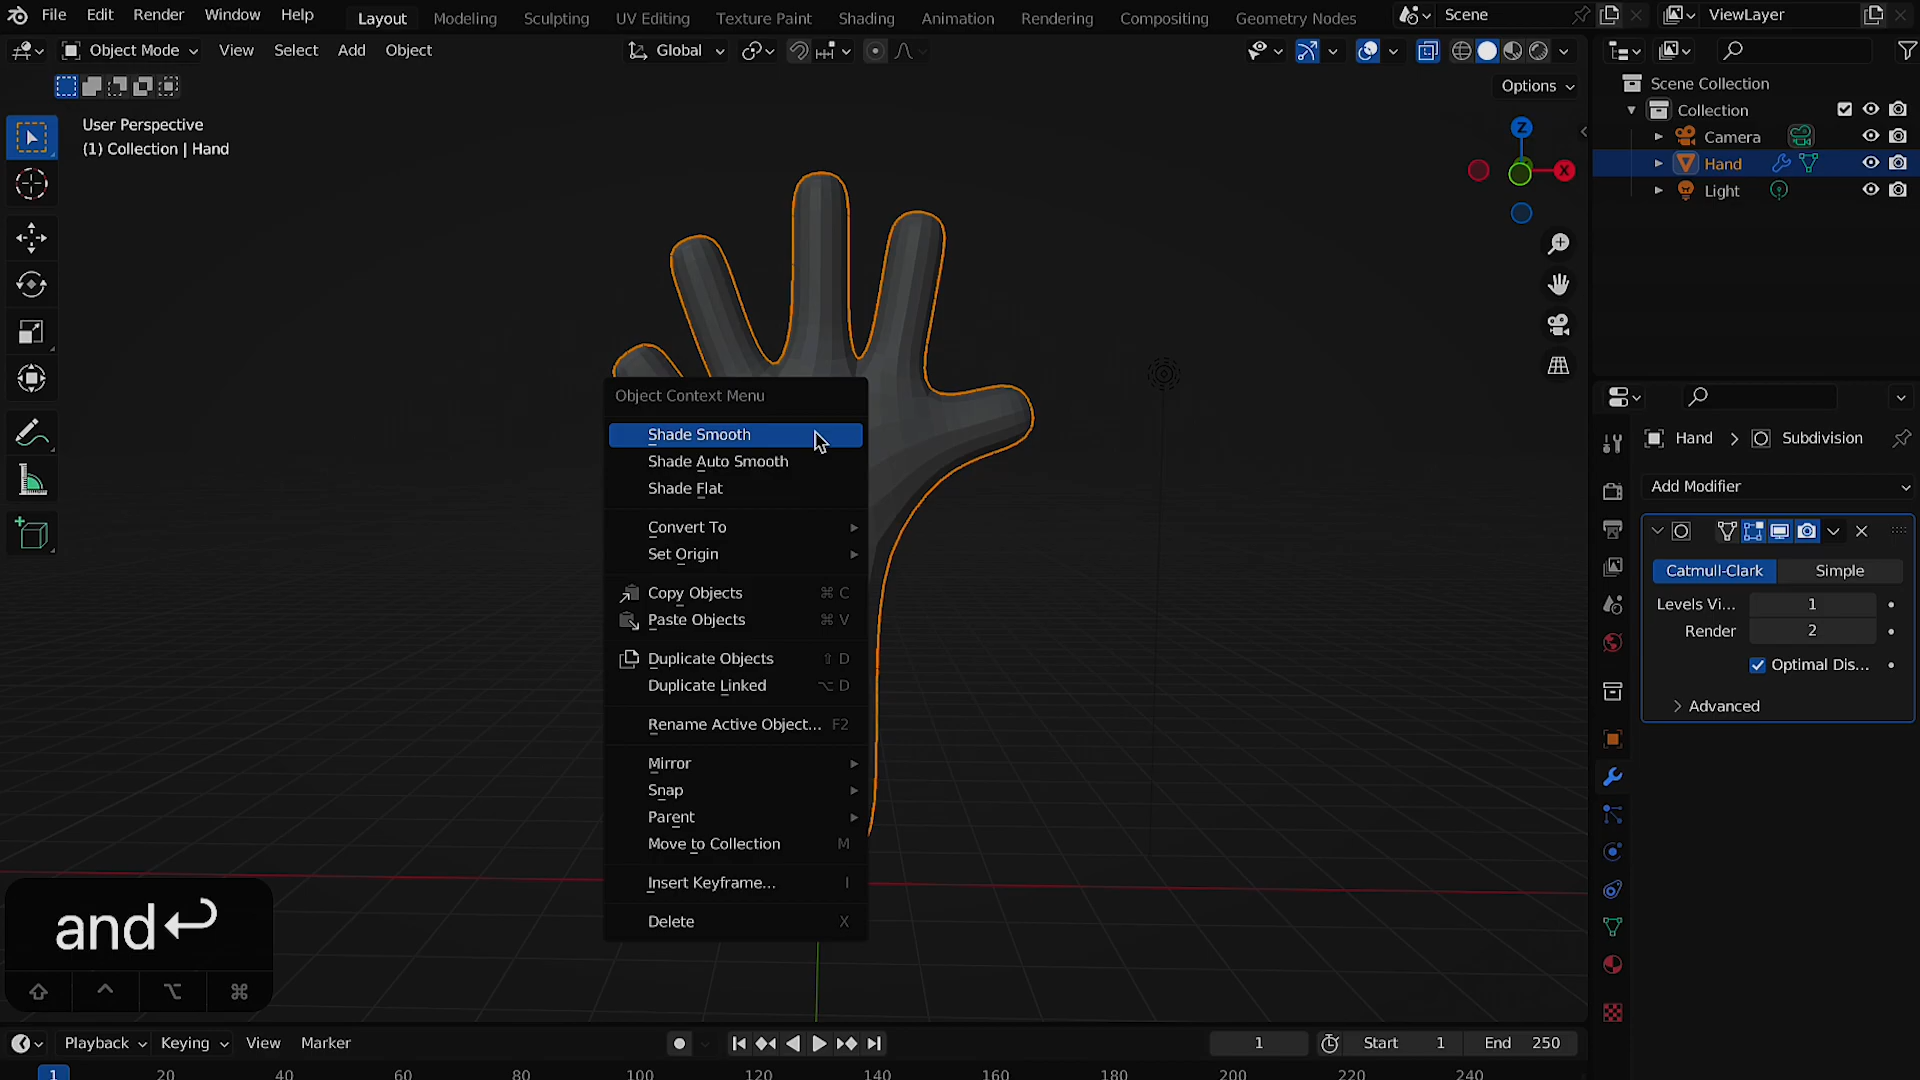 File Edit Render Window Help Layout Modeling Sculpting UV Editing Texture Paint Shading Animation Rendering Compositing Geometry Nodes Scene ViewLayer
Object Mode View Select Add Object Global
Options
User Perspective
(1) Collection | Hand
Z
X
Scene Collection
Collection
Camera
Hand
Light
Object Context Menu
Shade Smooth
Shade Auto Smooth
Shade Flat
Convert To
Set Origin
Copy Objects ⌘ C
Paste Objects ⌘ V
Duplicate Objects ⇧ D
Duplicate Linked ⌥ D
Rename Active Object... F2
Mirror
Snap
Parent
Move to Collection M
Insert Keyframe... I
Delete X
Hand > Subdivision
Add Modifier
Catmull-Clark Simple
Levels Vi... 1
Render 2
Optimal Dis...
Advanced
and↩
⇧ ^ ⌥ ⌘
Playback Keying View Marker 1 Start 1 End 250
1 20 40 60 80 100 120 140 160 180 200 220 240